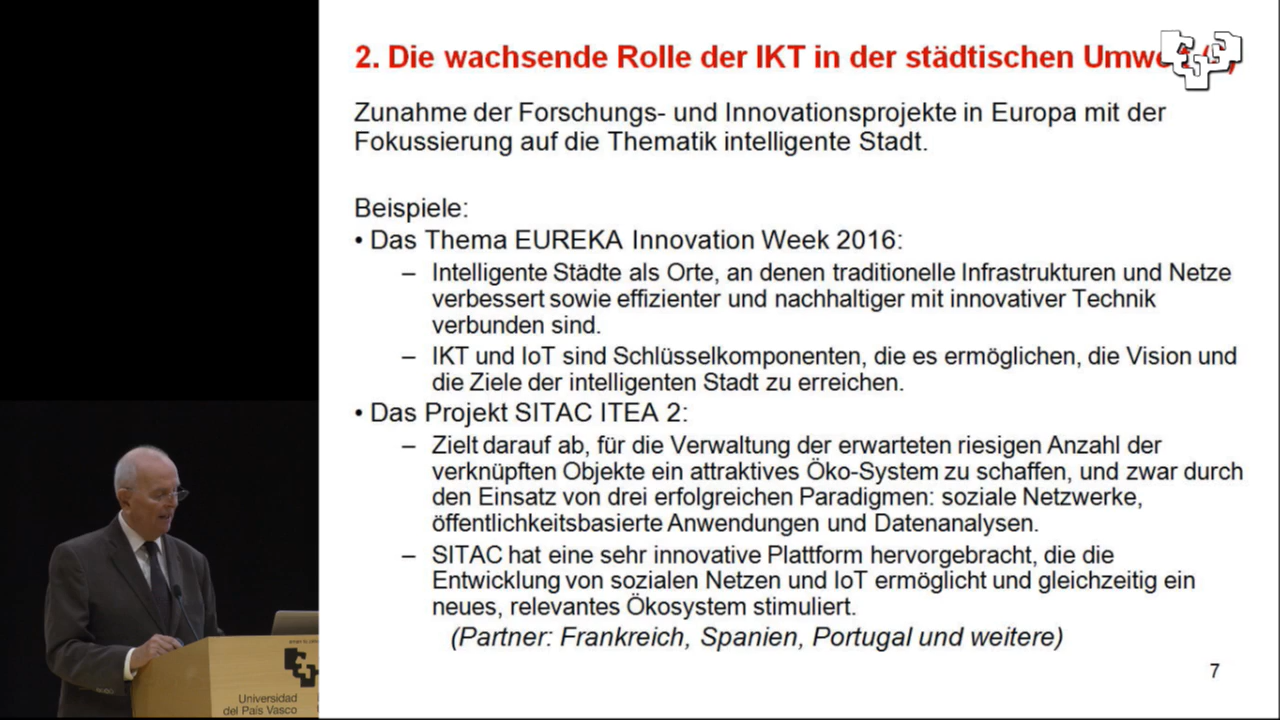 2. Die wachsende Rolle der IKT in der städtischen
Zunahme der Forschungs- und Innovationsprojekte in Europa mit der
Fokussierung auf die Thematik intelligente Stadt.
Beispiele:
• Das Thema EUREKA Innovation Week 2016:
– Intelligente Städte als Orte, an denen traditionelle Infrastrukturen und Netze
verbessert sowie effizienter und nachhaltiger mit innovativer Technik
verbunden sind.
– IKT und IoT sind Schlüsselkomponenten, die es ermöglichen, die Vision und
die Ziele der intelligenten Stadt zu erreichen.
• Das Projekt SITAC ITEA 2:
– Zielt darauf ab, für die Verwaltung der erwarteten riesigen Anzahl der
verknüpften Objekte ein attraktives Öko-System zu schaffen, und zwar durch
den Einsatz von drei erfolgreichen Paradigmen: soziale Netzwerke,
öffentlichkeitsbasierte Anwendungen und Datenanalysen.
– SITAC hat eine sehr innovative Plattform hervorgebracht, die die
Entwicklung von sozialen Netzen und IoT ermöglicht und gleichzeitig ein
neues, relevantes Ökosystem stimuliert.
(Partner: Frankreich, Spanien, Portugal und weitere)
7
Universidad
del País Vasco